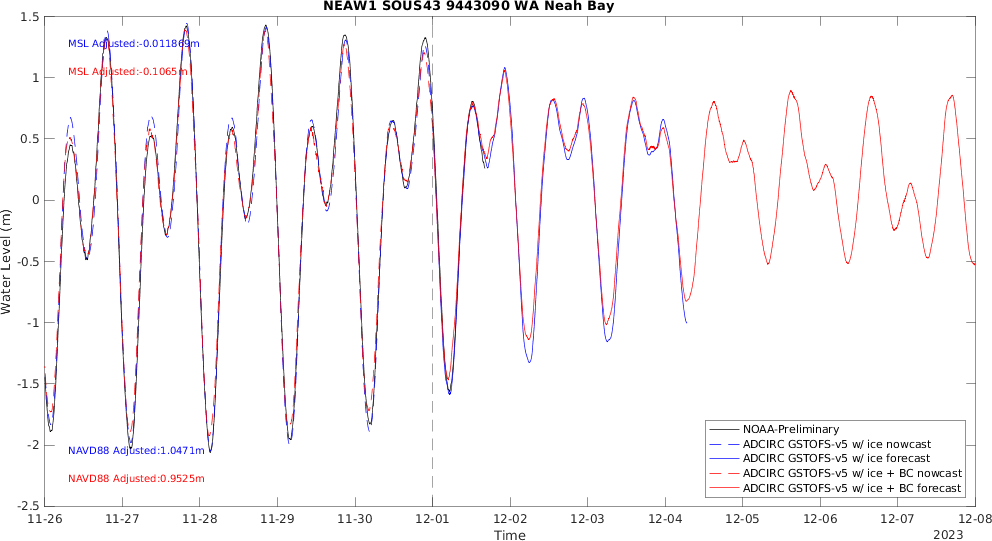 NEAW1 SOUS43 9443090 WA Neah Bay
MSL Adjusted:-0.011869m
MSL Adjusted:-0.1065m
NAVD88 Adjusted:1.0471m
NAVD88 Adjusted:0.9525m
Water Level (m)
1.5
1
0.5
0
-0.5
-1
-1.5
-2
-2.5
NOAA-Preliminary
ADCIRC GSTOFS-v5 w/ ice nowcast
ADCIRC GSTOFS-v5 w/ ice forecast
ADCIRC GSTOFS-v5 w/ ice + BC nowcast
ADCIRC GSTOFS-v5 w/ ice + BC forecast
11-26 11-27 11-28 11-29 11-30 12-01 12-02 12-03 12-04 12-05 12-06 12-07 12-08
Time
2023